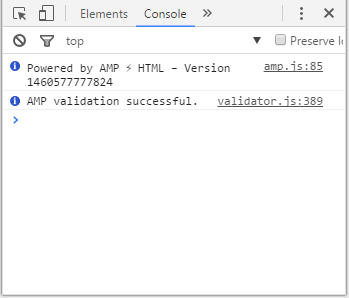 Elements Console »
top Preserve lo
Powered by AMP ⚡ HTML – Version amp.js:85
1460577777824
AMP validation successful. validator.js:389